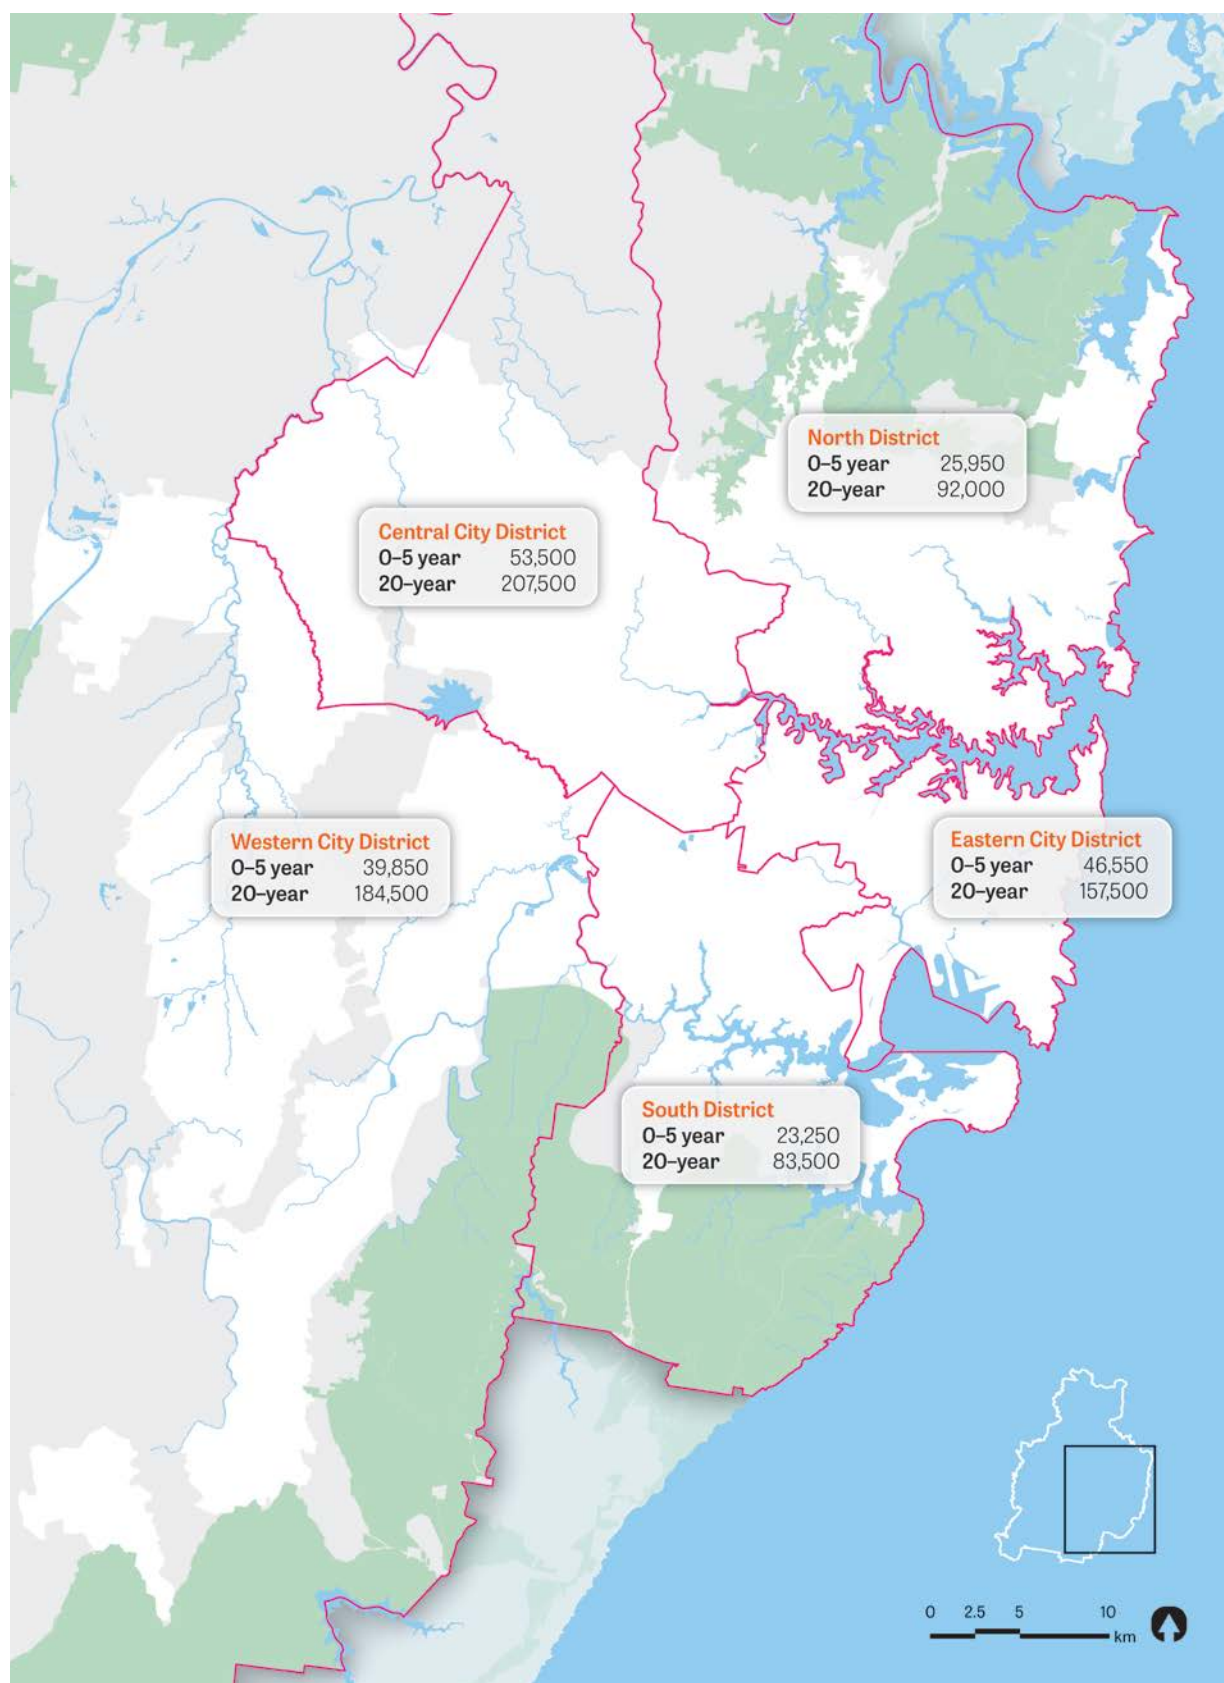 North District
0–5 year 25,950
20–year 92,000
Central City District
0–5 year 53,500
20–year 207,500
Western City District
0–5 year 39,850
20–year 184,500
Eastern City District
0–5 year 46,550
20–year 157,500
South District
0–5 year 23,250
20–year 83,500
0 2.5 5 10
km